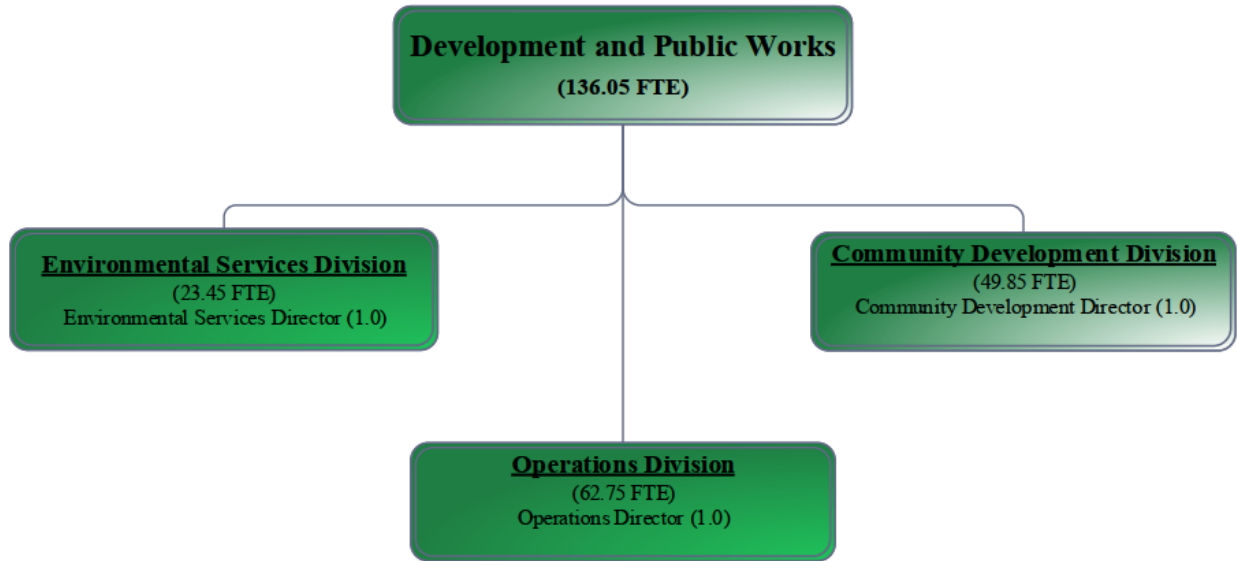 Development and Public Works
(136.05 FTE)
Environmental Services Division
(23.45 FTE)
Environmental Services Director (1.0)
Community Development Division
(49.85 FTE)
Community Development Director (1.0)
Operations Division
(62.75 FTE)
Operations Director (1.0)